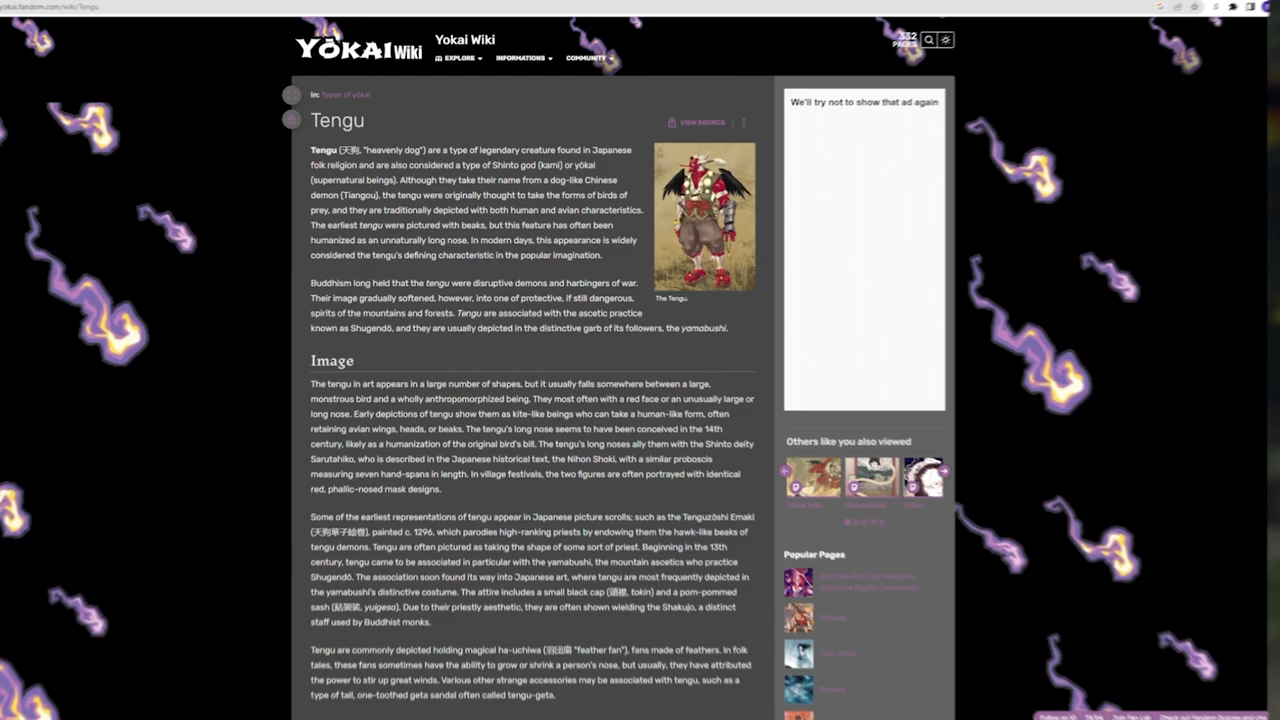 yokai.fandom.com/wiki/Tengu
YŌKAI Wiki
Yokai Wiki
332
PAGES
EXPLORE
INFORMATIONS
COMMUNITY
in: Types of yōkai
Tengu
VIEW SOURCE
Tengu (天狗, "heavenly dog") are a type of legendary creature found in Japanese
folk religion and are also considered a type of Shinto god (kami) or yōkai
(supernatural beings). Although they take their name from a dog-like Chinese
demon (Tiangou), the tengu were originally thought to take the forms of birds of
prey, and they are traditionally depicted with both human and avian characteristics.
The earliest tengu were pictured with beaks, but this feature has often been
humanized as an unnaturally long nose. In modern days, this appearance is widely
considered the tengu's defining characteristic in the popular imagination.
The Tengu.
Buddhism long held that the tengu were disruptive demons and harbingers of war.
Their image gradually softened, however, into one of protective, if still dangerous,
spirits of the mountains and forests. Tengu are associated with the ascetic practice
known as Shugendō, and they are usually depicted in the distinctive garb of its followers, the yamabushi.
Image
The tengu in art appears in a large number of shapes, but it usually falls somewhere between a large,
monstrous bird and a wholly anthropomorphized being. They most often with a red face or an unusually large or
long nose. Early depictions of tengu show them as kite-like beings who can take a human-like form, often
retaining avian wings, heads, or beaks. The tengu's long nose seems to have been conceived in the 14th
century, likely as a humanization of the original bird's bill. The tengu's long noses ally them with the Shinto deity
Sarutahiko, who is described in the Japanese historical text, the Nihon Shoki, with a similar proboscis
measuring seven hand-spans in length. In village festivals, the two figures are often portrayed with identical
red, phallic-nosed mask designs.
Some of the earliest representations of tengu appear in Japanese picture scrolls; such as the Tenguzōshi Emaki
(天狗草子絵巻), painted c. 1296, which parodies high-ranking priests by endowing them the hawk-like beaks of
tengu demons. Tengu are often pictured as taking the shape of some sort of priest. Beginning in the 13th
century, tengu came to be associated in particular with the yamabushi, the mountain ascetics who practice
Shugendō. The association soon found its way into Japanese art, where tengu are most frequently depicted in
the yamabushi's distinctive costume. The attire includes a small black cap (頭襟, tokin) and a pom-pommed
sash (結袈裟, yuigesa). Due to their priestly aesthetic, they are often shown wielding the Shakujo, a distinct
staff used by Buddhist monks.
Tengu are commonly depicted holding magical ha-uchiwa (羽団扇 "feather fan"), fans made of feathers. In folk
tales, these fans sometimes have the ability to grow or shrink a person's nose, but usually, they have attributed
the power to stir up great winds. Various other strange accessories may be associated with tengu, such as a
type of tall, one-toothed geta sandal often called tengu-geta.
We'll try not to show that ad again
Others like you also viewed
Yōkai Wiki
Popular Pages
Join the Fan Lab Fandom's
Exclusive Digital Community
Kitsune